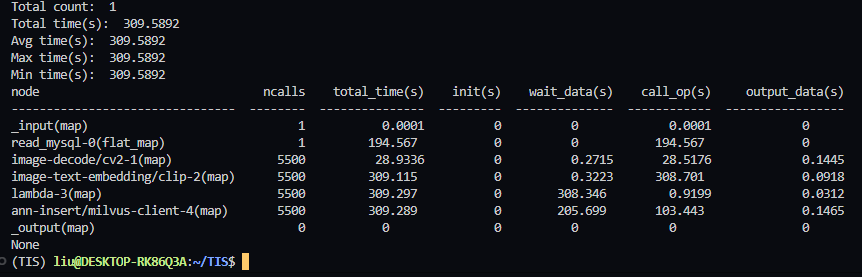 Total count:  1
Total time(s):  309.5892
Avg time(s):  309.5892
Max time(s):  309.5892
Min time(s):  309.5892
node                               ncalls    total_time(s)    init(s)    wait_data(s)    call_op(s)    output_data(s)
-------------------------------  --------  ---------------  ---------  --------------  ------------  ----------------
_input(map)                             1           0.0001          0          0             0.0001            0
read_mysql-0(flat_map)                  1         194.567           0          0           194.567             0
image-decode/cv2-1(map)              5500          28.9336          0          0.2715       28.5176            0.1445
image-text-embedding/clip-2(map)     5500         309.115           0          0.3223      308.701             0.0918
lambda-3(map)                        5500         309.297           0        308.346         0.9199            0.0312
ann-insert/milvus-client-4(map)      5500         309.289           0        205.699       103.443             0.1465
_output(map)                            0           0               0          0             0                 0
None
(TIS) liu@DESKTOP-RK86Q3A:~/TIS$